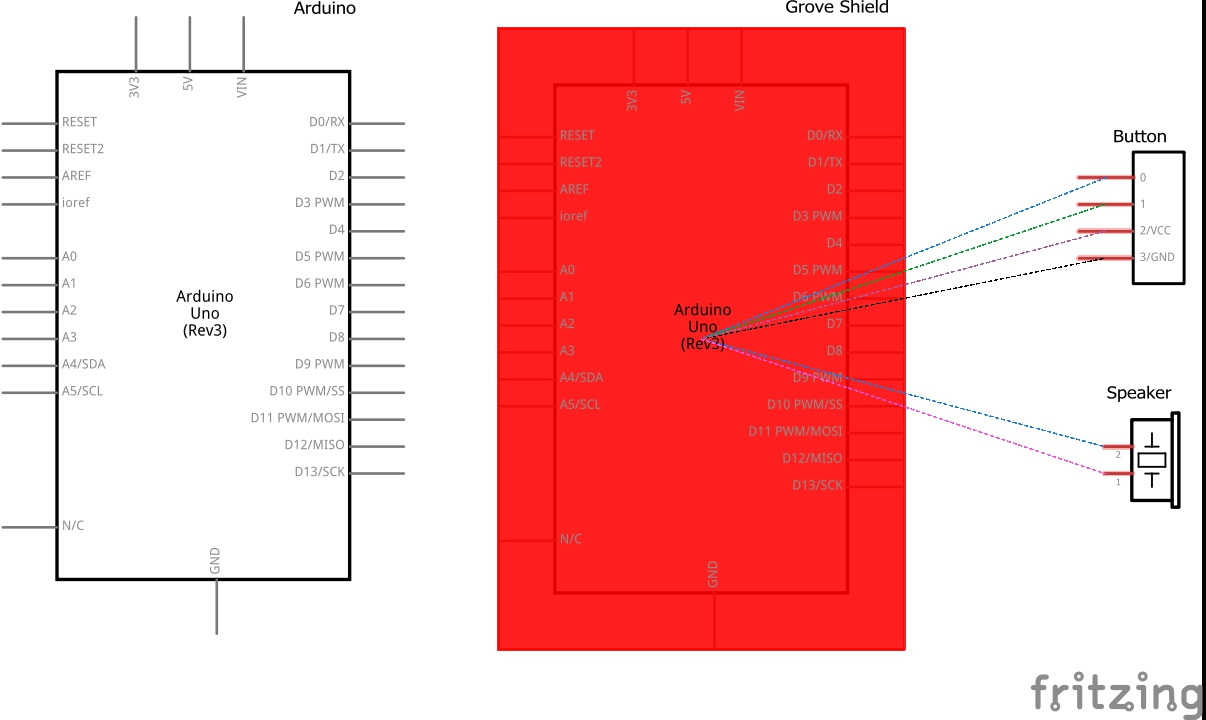 Arduino
3V3
5V
VIN
RESET
RESET2
AREF
ioref
A0
A1
A2
A3
A4/SDA
A5/SCL
N/C
Arduino
Uno
(Rev3)
D0/RX
D1/TX
D2
D3 PWM
D4
D5 PWM
D6 PWM
D7
D8
D9 PWM
D10 PWM/SS
D11 PWM/MOSI
D12/MISO
D13/SCK
GND
Grove Shield
3V3
5V
VIN
RESET
RESET2
AREF
ioref
A0
A1
A2
A3
A4/SDA
A5/SCL
N/C
Arduino
Uno
(Rev3)
D0/RX
D1/TX
D2
D3 PWM
D4
D5 PWM
D6 PWM
D7
D8
D9 PWM
D10 PWM/SS
D11 PWM/MOSI
D12/MISO
D13/SCK
GND
Button
0
1
2/VCC
3/GND
Speaker
2
1
fritzing